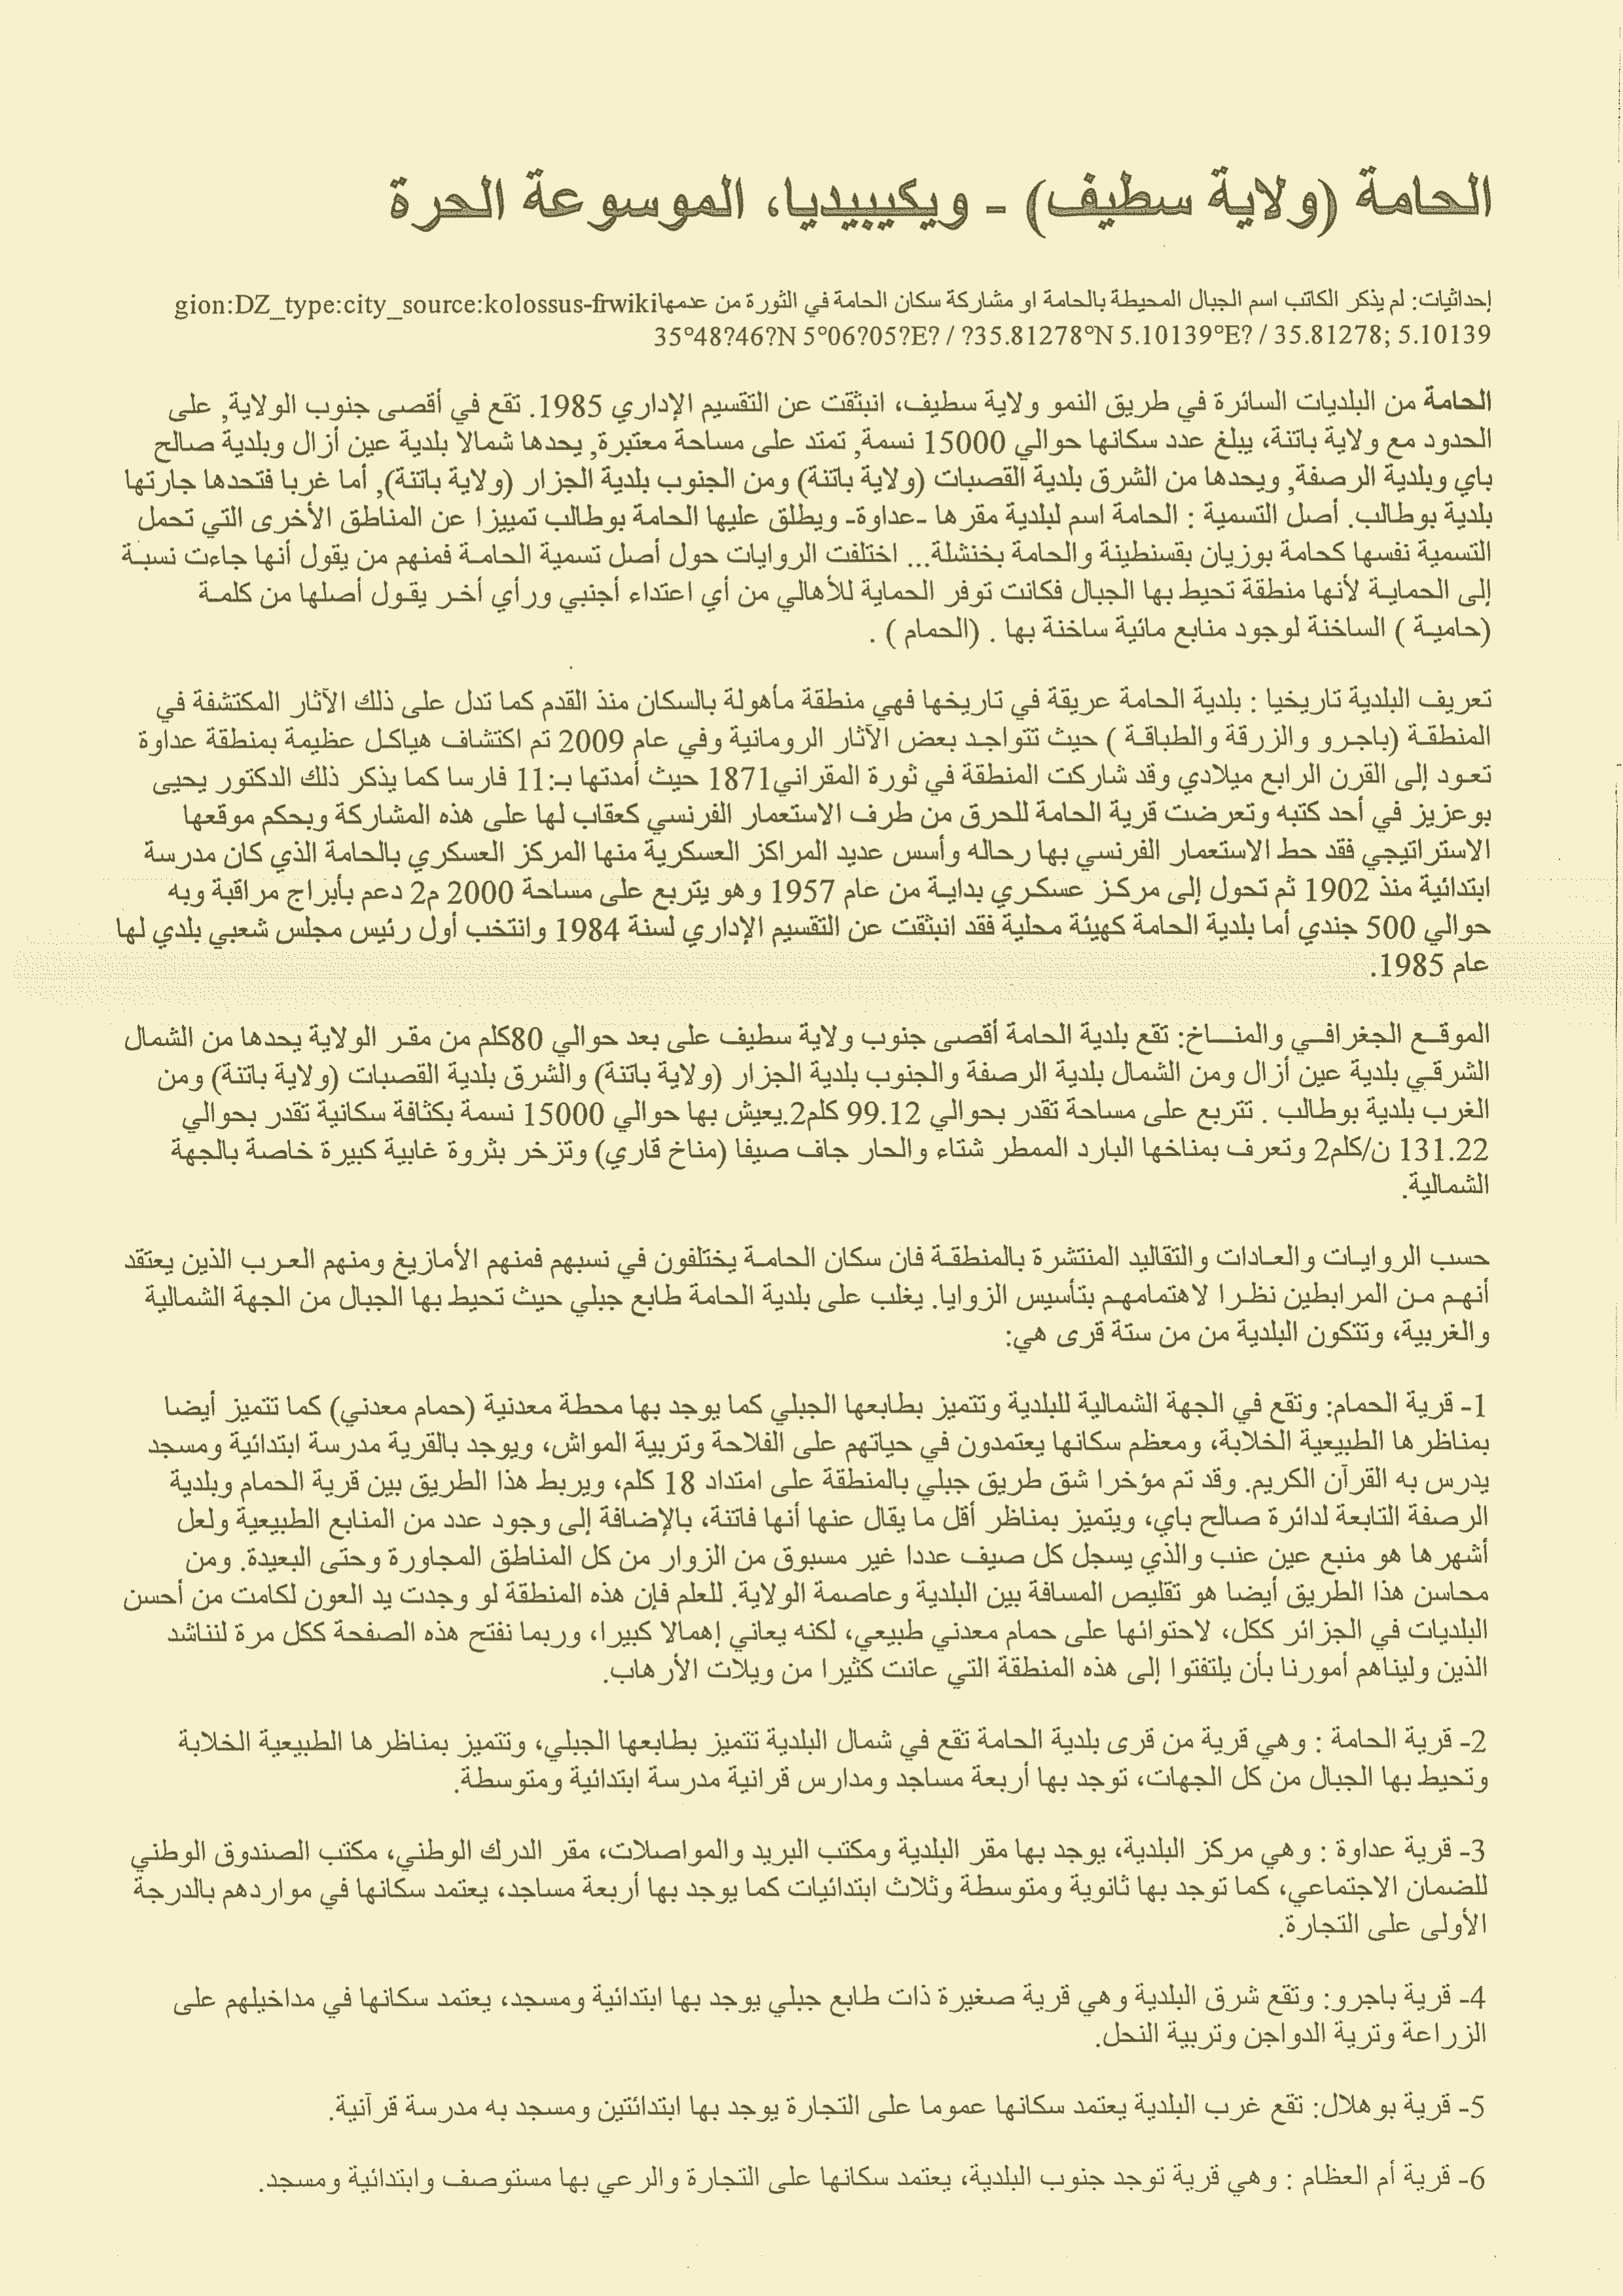 الحامة (ولاية سطيف) - ويكيبيديا، الموسوعة الحرة
إحداثيات: لم يذكر الكاتب اسم الجبال المحيطة بالحامة او مشاركة سكان الحامة في الثورة من عدمهاgion:DZ_type:city_source:kolossus-frwiki
35°48?46?N 5°06?05?E? / ?35.81278°N 5.10139°E? / 35.81278; 5.10139
الحامة من البلديات السائرة في طريق النمو ولاية سطيف، انبثقت عن التقسيم الإداري 1985. تقع في أقصى جنوب الولاية, على
الحدود مع ولاية باتنة، يبلغ عدد سكانها حوالي 15000 نسمة, تمتد على مساحة معتبرة, يحدها شمالا بلدية عين أزال وبلدية صالح
باي وبلدية الرصفة, ويحدها من الشرق بلدية القصبات (ولاية باتنة) ومن الجنوب بلدية الجزار (ولاية باتنة), أما غربا فتحدها جارتها
بلدية بوطالب. أصل التسمية : الحامة اسم لبلدية مقرها -عداوة- ويطلق عليها الحامة بوطالب تمييزا عن المناطق الأخرى التي تحمل
التسمية نفسها كحامة بوزيان بقسنطينة والحامة بخنشلة... اختلفت الروايات حول أصل تسمية الحامـة فمنهم من يقول أنها جاءت نسبـة
إلى الحمايـة لأنها منطقة تحيط بها الجبال فكانت توفر الحماية للأهالي من أي اعتداء أجنبي ورأي أخـر يقـول أصلها من كلمـة
(حاميـة ) الساخنة لوجود منابع مائية ساخنة بها . (الحمام ) .
تعريف البلدية تاريخيا : بلدية الحامة عريقة في تاريخها فهي منطقة مأهولة بالسكان منذ القدم كما تدل على ذلك الآثار المكتشفة في
المنطقـة (باجـرو والزرقة والطباقـة ) حيث تتواجـد بعض الآثار الرومانية وفي عام 2009 تم اكتشاف هياكـل عظيمة بمنطقة عداوة
تعـود إلى القرن الرابع ميلادي وقد شاركت المنطقة في ثورة المقراني1871 حيث أمدتها بـ:11 فارسا كما يذكر ذلك الدكتور يحيى
بوعزيز في أحد كتبه وتعرضت قرية الحامة للحرق من طرف الاستعمار الفرنسي كعقاب لها على هذه المشاركة وبحكم موقعها
الاستراتيجي فقد حط الاستعمار الفرنسي بها رحاله وأسس عديد المراكز العسكرية منها المركز العسكري بالحامة الذي كان مدرسة
ابتدائية منذ 1902 ثم تحول إلى مركـز عسكـري بدايـة من عام 1957 وهو يتربع على مساحة 2000 م2 دعم بأبراج مراقبة وبه
حوالي 500 جندي أما بلدية الحامة كهيئة محلية فقد انبثقت عن التقسيم الإداري لسنة 1984 وانتخب أول رئيس مجلس شعبي بلدي لها
عام 1985.
الموقــع الجغرافــي والمنــــاخ: تقع بلدية الحامة أقصى جنوب ولاية سطيف على بعد حوالي 80كلم من مقـر الولاية يحدها من الشمال
الشرقـي بلدية عين أزال ومن الشمال بلدية الرصفة والجنوب بلدية الجزار (ولاية باتنة) والشرق بلدية القصبات (ولاية باتنة) ومن
الغرب بلدية بوطالب . تتربع على مساحة تقدر بحوالي 99.12 كلم2.يعيش بها حوالي 15000 نسمة بكثافة سكانية تقدر بحوالي
131.22 ن/كلم2 وتعرف بمناخها البارد الممطر شتاء والحار جاف صيفا (مناخ قاري) وتزخر بثروة غابية كبيرة خاصة بالجهة
الشمالية.
حسب الروايـات والعـادات والتقاليد المنتشرة بالمنطقـة فان سكان الحامـة يختلفون في نسبهم فمنهم الأمازيغ ومنهم العـرب الذين يعتقد
أنهـم مـن المرابطين نظـرا لاهتمامهـم بتأسيس الزوايا. يغلب على بلدية الحامة طابع جبلي حيث تحيط بها الجبال من الجهة الشمالية
والغربية، وتتكون البلدية من من ستة قرى هي:
1- قرية الحمام: وتقع في الجهة الشمالية للبلدية وتتميز بطابعها الجبلي كما يوجد بها محطة معدنية (حمام معدني) كما تتميز أيضا
بمناظرها الطبيعية الخلابة، ومعظم سكانها يعتمدون في حياتهم على الفلاحة وتربية المواش، ويوجد بالقرية مدرسة ابتدائية ومسجد
يدرس به القرآن الكريم. وقد تم مؤخرا شق طريق جبلي بالمنطقة على امتداد 18 كلم، ويربط هذا الطريق بين قرية الحمام وبلدية
الرصفة التابعة لدائرة صالح باي، ويتميز بمناظر أقل ما يقال عنها أنها فاتنة، بالإضافة إلى وجود عدد من المنابع الطبيعية ولعل
أشهرها هو منبع عين عنب والذي يسجل كل صيف عددا غير مسبوق من الزوار من كل المناطق المجاورة وحتى البعيدة. ومن
محاسن هذا الطريق أيضا هو تقليص المسافة بين البلدية وعاصمة الولاية. للعلم فإن هذه المنطقة لو وجدت يد العون لكامت من أحسن
البلديات في الجزائر ككل، لاحتوائها على حمام معدني طبيعي، لكنه يعاني إهمالا كبيرا، وربما نفتح هذه الصفحة ككل مرة لنناشد
الذين وليناهم أمورنا بأن يلتفتوا إلى هذه المنطقة التي عانت كثيرا من ويلات الأرهاب.
2- قرية الحامة : وهي قرية من قرى بلدية الحامة تقع في شمال البلدية تتميز بطابعها الجبلي، وتتميز بمناظرها الطبيعية الخلابة
وتحيط بها الجبال من كل الجهات، توجد بها أربعة مساجد ومدارس قرانية مدرسة ابتدائية ومتوسطة.
3- قرية عداوة : وهي مركز البلدية، يوجد بها مقر البلدية ومكتب البريد والمواصلات، مقر الدرك الوطني، مكتب الصندوق الوطني
للضمان الاجتماعي، كما توجد بها ثانوية ومتوسطة وثلاث ابتدائيات كما يوجد بها أربعة مساجد، يعتمد سكانها في مواردهم بالدرجة
الأولى على التجارة.
4- قرية باجرو: وتقع شرق البلدية وهي قرية صغيرة ذات طابع جبلي يوجد بها ابتدائية ومسجد، يعتمد سكانها في مداخيلهم على
الزراعة وترية الدواجن وتربية النحل.
5- قرية بوهلال: تقع غرب البلدية يعتمد سكانها عموما على التجارة يوجد بها ابتدائتين ومسجد به مدرسة قرآنية.
6- قرية أم العظام : وهي قرية توجد جنوب البلدية، يعتمد سكانها على التجارة والرعي بها مستوصف وابتدائية ومسجد.